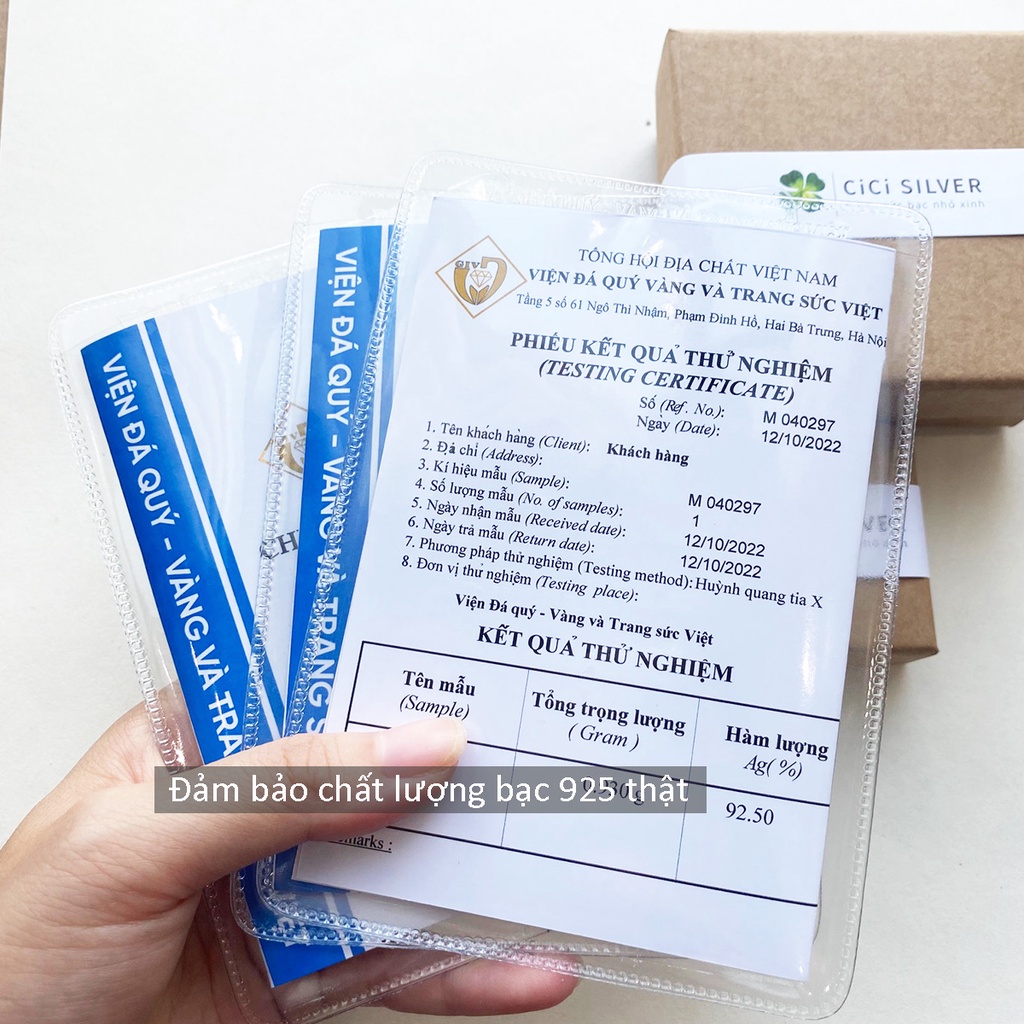 CiCi SILVER
bạc nhỏ xinh
GIV
TỔNG HỘI ĐỊA CHẤT VIỆT NAM
VIỆN ĐÁ QUÝ VÀNG VÀ TRANG SỨC VIỆT
Tầng 5 số 61 Ngô Thì Nhậm, Phạm Đình Hổ, Hai Bà Trưng, Hà Nội
PHIẾU KẾT QUẢ THỬ NGHIỆM
(TESTING CERTIFICATE)
Số (Ref. No.): M 040297
Ngày (Date): 12/10/2022
1. Tên khách hàng (Client): Khách hàng
2. Địa chỉ (Address):
3. Kí hiệu mẫu (Sample): M 040297
4. Số lượng mẫu (No. of samples): 1
5. Ngày nhận mẫu (Received date): 12/10/2022
6. Ngày trả mẫu (Return date): 12/10/2022
7. Phương pháp thử nghiệm (Testing method): Huỳnh quang tia X
8. Đơn vị thử nghiệm (Testing place):
Viện Đá quý - Vàng và Trang sức Việt
KẾT QUẢ THỬ NGHIỆM
Tên mẫu
(Sample)
Tổng trọng lượng
( Gram )
Hàm lượng
Ag( %)
92.50
Đảm bảo chất lượng bạc 925 thật
VIỆN ĐÁ QUÝ - VÀNG VÀ TRANG S
VIỆN ĐÁ QUÝ - VÀNG VÀ TRA